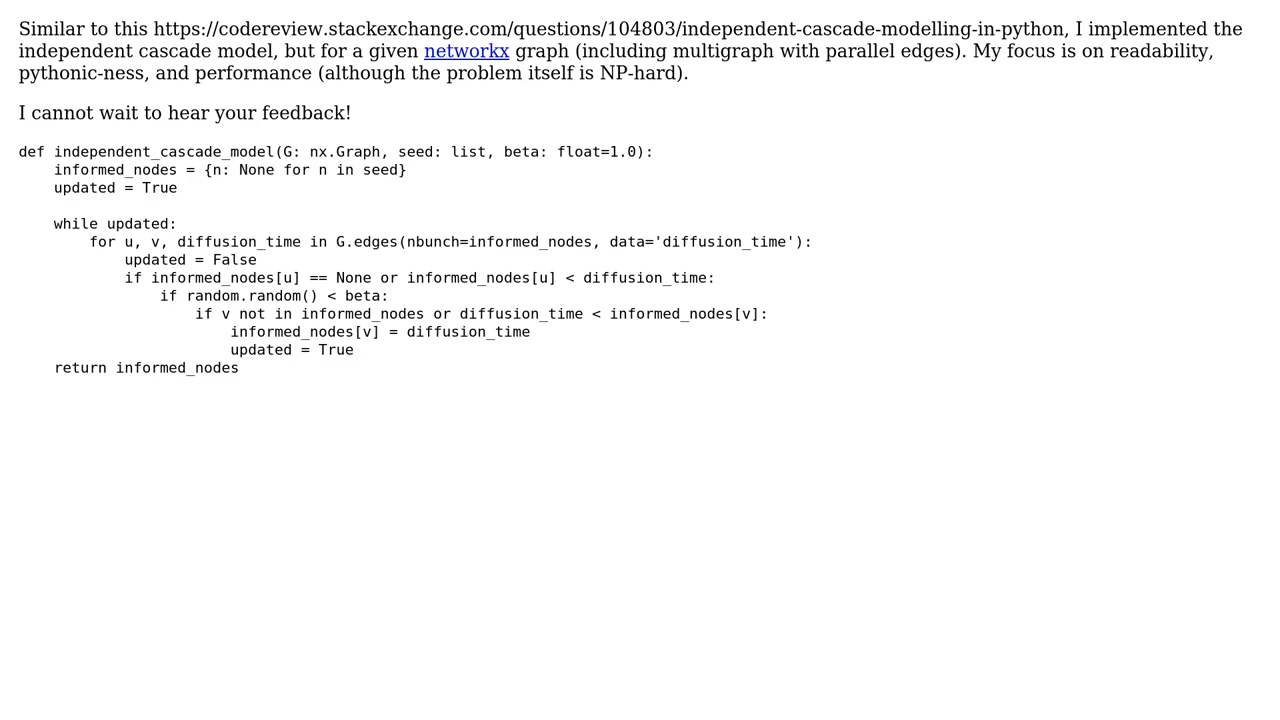 Similar to this https://codereview.stackexchange.com/questions/104803/independent-cascade-modelling-in-python, I implemented the
independent cascade model, but for a given networkx graph (including multigraph with parallel edges). My focus is on readability,
pythonic-ness, and performance (although the problem itself is NP-hard).
I cannot wait to hear your feedback!
def independent_cascade_model(G: nx.Graph, seed: list, beta: float=1.0):
    informed_nodes = {n: None for n in seed}
    updated = True
    while updated:
        for u, v, diffusion_time in G.edges(nbunch=informed_nodes, data='diffusion_time'):
            updated = False
            if informed_nodes[u] == None or informed_nodes[u] < diffusion_time:
                if random.random() < beta:
                    if v not in informed_nodes or diffusion_time < informed_nodes[v]:
                        informed_nodes[v] = diffusion_time
                        updated = True
    return informed_nodes